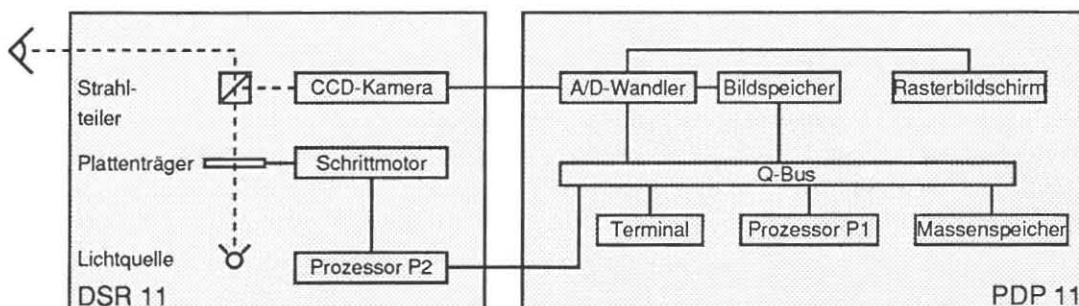 Strahl-
teiler
CCD-Kamera
A/D-Wandler
Bildspeicher
Rasterbildschirm
Plattenträger
Schrittmotor
Q-Bus
Terminal
Prozessor P1
Massenspeicher
Lichtquelle
Prozessor P2
DSR 11
PDP 11